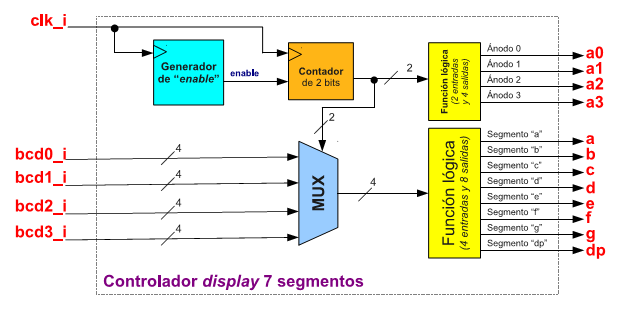 clk_i
Generador
de "enable"
enable
Contador
de 2 bits
2
Función lógica
(2 entradas
y 4 salidas)
Ánodo 0
a0
Ánodo 1
a1
Ánodo 2
a2
Ánodo 3
a3
2
bcd0_i
4
bcd1_i
4
bcd2_i
4
bcd3_i
4
MUX
4
Función lógica
(4 entradas y 8 salidas)
Segmento "a"
a
Segmento "b"
b
Segmento "c"
c
Segmento "d"
d
Segmento "e"
e
Segmento "f"
f
Segmento "g"
g
Segmento "dp"
dp
Controlador display 7 segmentos